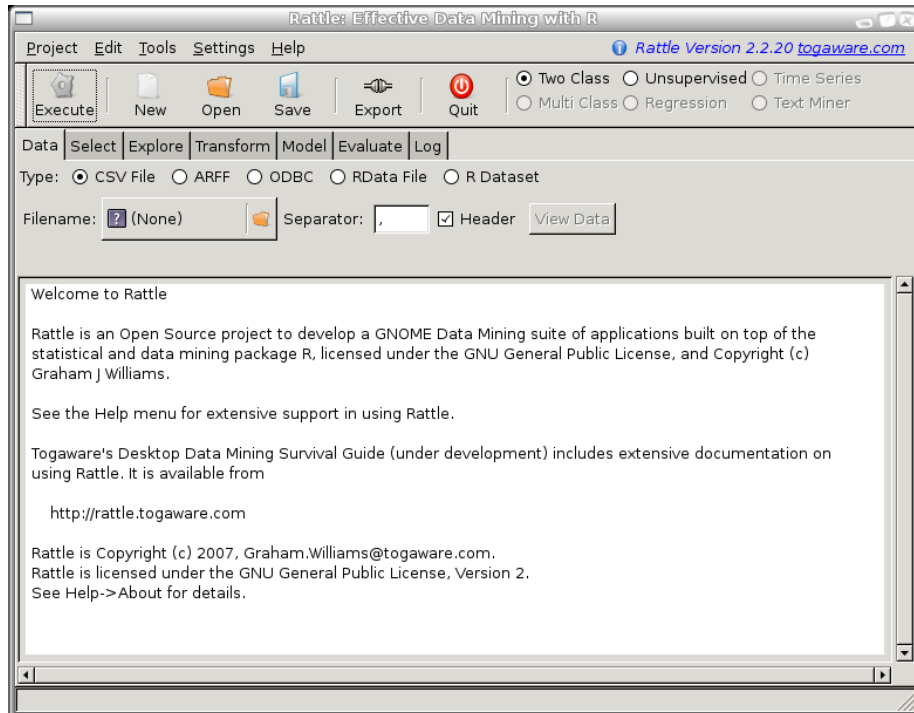 Rattle: Effective Data Mining with R
Project Edit Tools Settings Help Rattle Version 2.2.20 togaware.com
Execute New Open Save Export Quit
Two Class Unsupervised Time Series
Multi Class Regression Text Miner
Data Select Explore Transform Model Evaluate Log
Type: CSV File ARFF ODBC RData File R Dataset
Filename: (None) Separator: , Header View Data
Welcome to Rattle
Rattle is an Open Source project to develop a GNOME Data Mining suite of applications built on top of the
statistical and data mining package R, licensed under the GNU General Public License, and Copyright (c)
Graham J Williams.
See the Help menu for extensive support in using Rattle.
Togaware's Desktop Data Mining Survival Guide (under development) includes extensive documentation on
using Rattle. It is available from
http://rattle.togaware.com
Rattle is Copyright (c) 2007, Graham.Williams@togaware.com.
Rattle is licensed under the GNU General Public License, Version 2.
See Help->About for details.